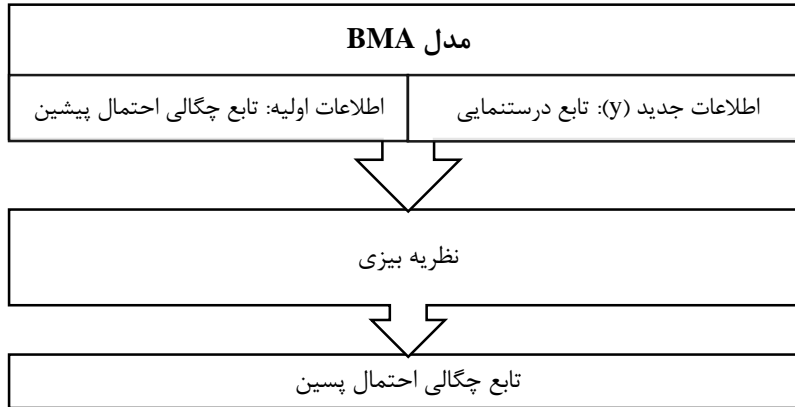 مدل BMA
اطلاعات جدید (y): تابع درستنمایی
اطلاعات اولیه: تابع چگالی احتمال پیشین
نظریه بیزی
تابع چگالی احتمال پسین